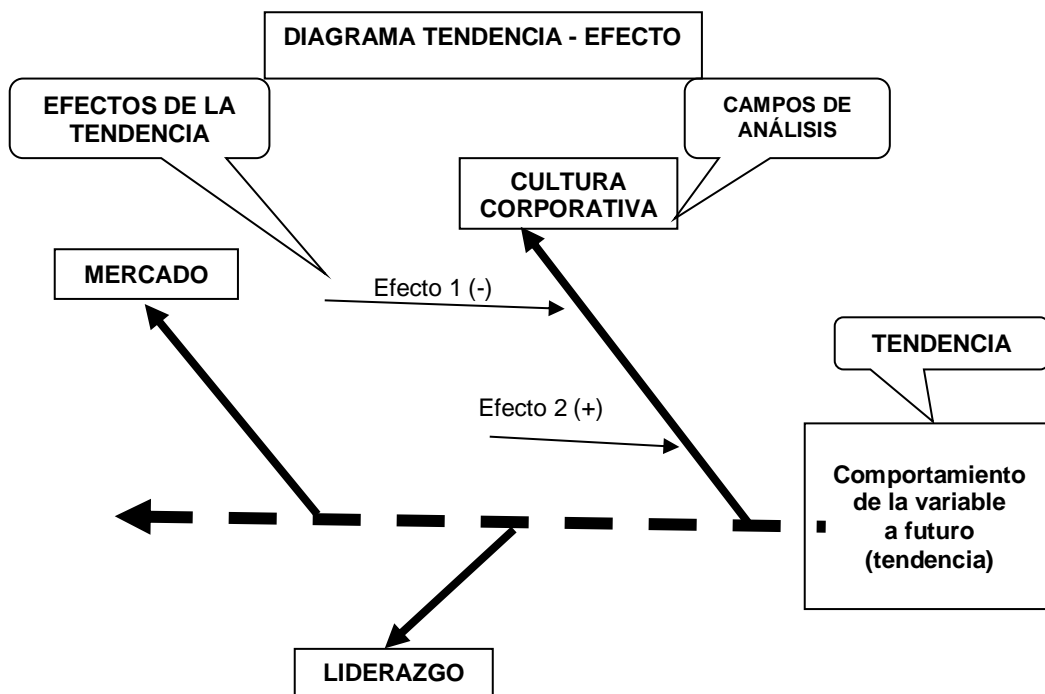 DIAGRAMA TENDENCIA - EFECTO
EFECTOS DE LA
TENDENCIA
CAMPOS DE
ANÁLISIS
CULTURA
CORPORATIVA
MERCADO
Efecto 1 (-)
TENDENCIA
Efecto 2 (+)
Comportamiento
de la variable
a futuro
(tendencia)
LIDERAZGO